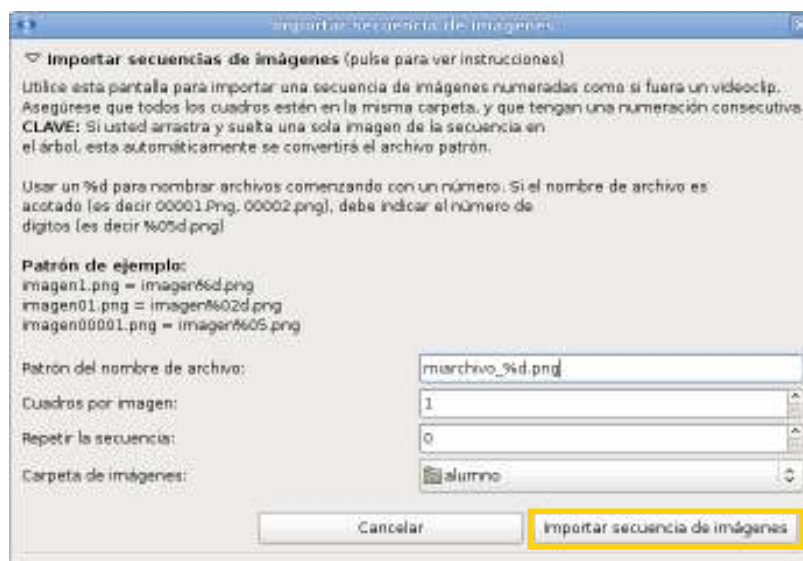 Importar secuencia de imágenes
Importar secuencias de imágenes (pulse para ver instrucciones)
Utilice esta pantalla para importar una secuencia de imágenes numeradas como si fuera un videoclip.
Asegúrese que todos los cuadros estén en la misma carpeta, y que tengan una numeración consecutiva
CLAVE: Si usted arrastra y suelta una sola imagen de la secuencia en
el árbol, esta automáticamente se convertirá el archivo patrón.
Usar un %d para nombrar archivos comenzando con un número. Si el nombre de archivo es
acotado (es decir 00001.Png, 00002.png), debe indicar el número de
dígitos (es decir %05d.png)
Patrón de ejemplo:
imagen1.png = imagen%d.png
imagen01.png = imagen%02d.png
imagen00001.png = imagen%05.png
Patrón del nombre de archivo:
miarchivo_%d.png
Cuadros por imagen:
1
Repetir la secuencia:
0
Carpeta de imágenes:
alumno
Cancelar
Importar secuencia de imágenes